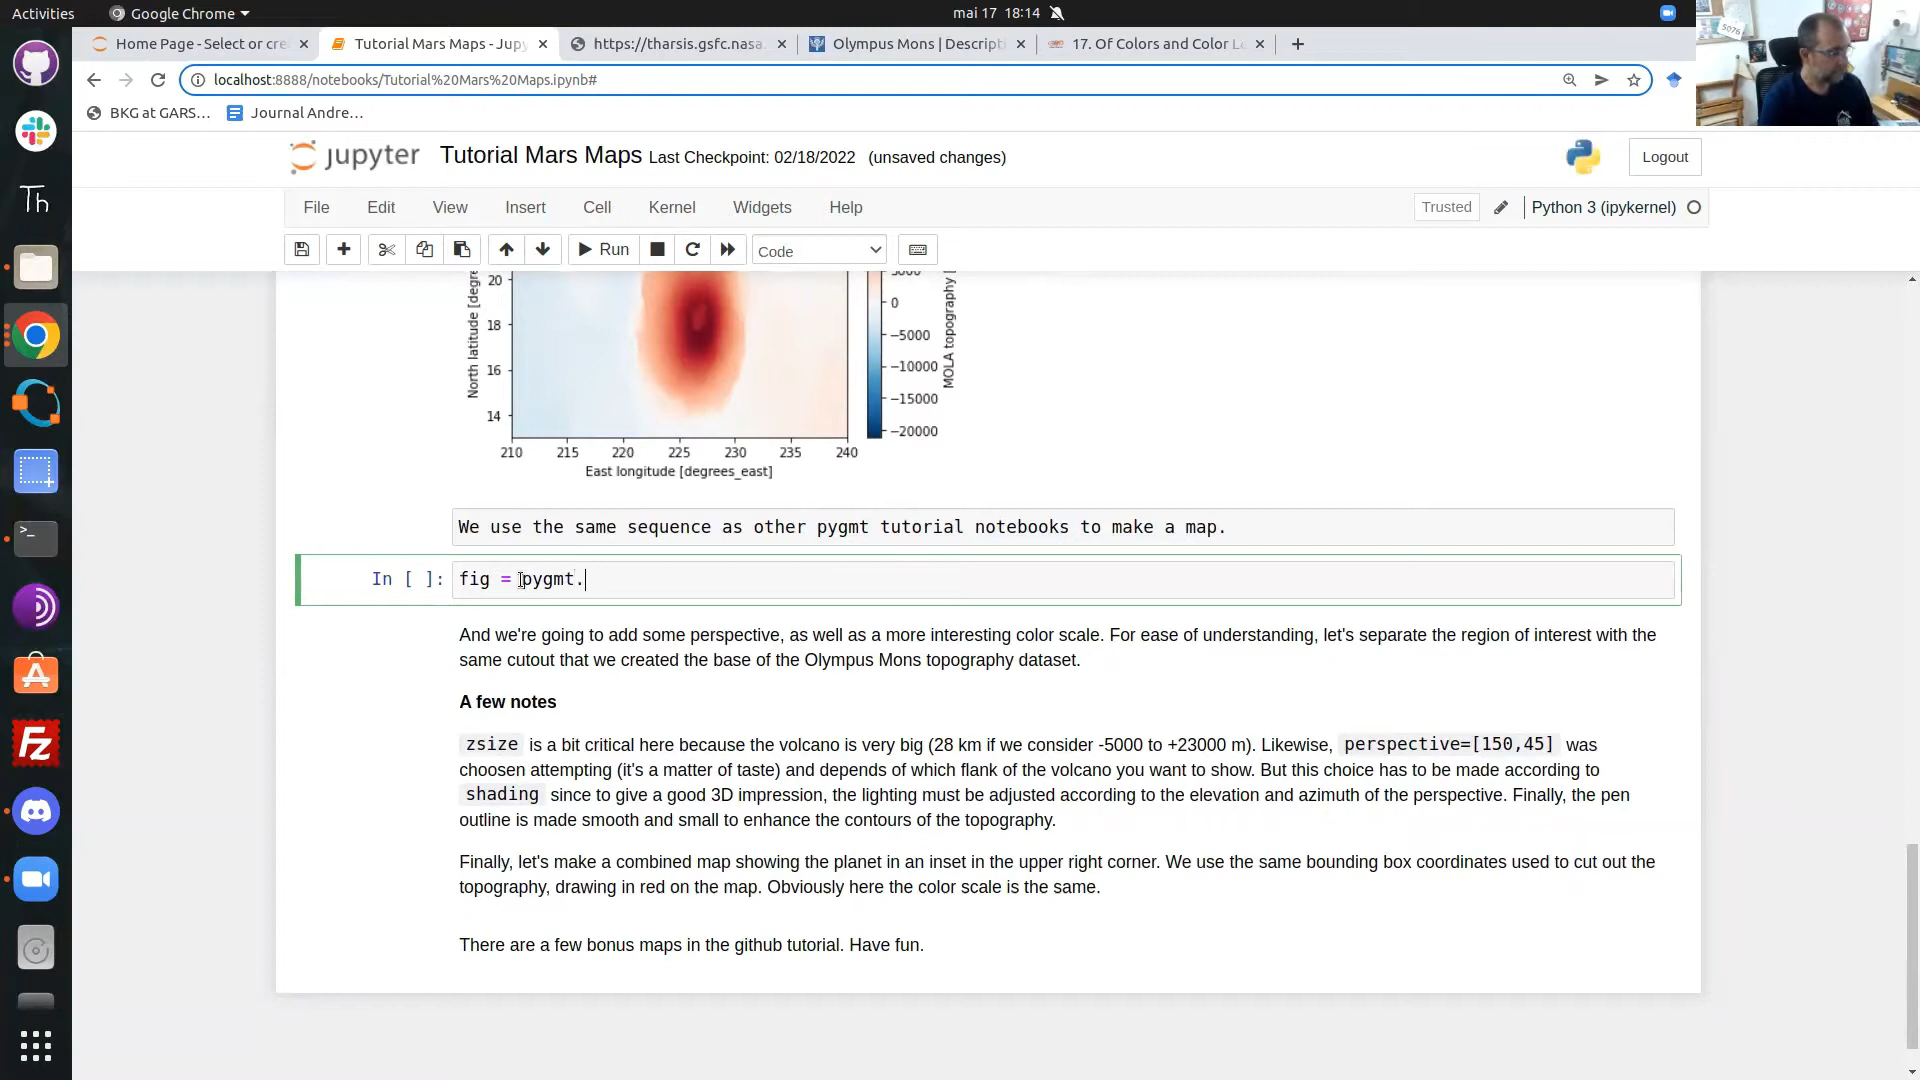 Activities
Google Chrome
mai 17 18:14
Home Page - Select or cre
Tutorial Mars Maps - Jupy
https://tharsis.gsfc.nasa.
Olympus Mons | Descripti
17. Of Colors and Color Le
localhost:8888/notebooks/Tutorial%20Mars%20Maps.ipynb#
BKG at GARS...
Journal Andre...
5076
Th
jupyter
Tutorial Mars Maps Last Checkpoint: 02/18/2022 (unsaved changes)
Logout
File
Edit
View
Insert
Cell
Kernel
Widgets
Help
Trusted
Python 3 (ipykernel)
Run
Code
20
18
16
14
North latitude [degre
210
215
220
225
230
235
240
East longitude [degrees_east]
5000
0
−5000
−10000
−15000
−20000
MOLA topography [
We use the same sequence as other pygmt tutorial notebooks to make a map.
In [ ]:
fig = pygmt.
And we're going to add some perspective, as well as a more interesting color scale. For ease of understanding, let's separate the region of interest with the
same cutout that we created the base of the Olympus Mons topography dataset.
A few notes
zsize is a bit critical here because the volcano is very big (28 km if we consider -5000 to +23000 m). Likewise, perspective=[150,45] was
choosen attempting (it's a matter of taste) and depends of which flank of the volcano you want to show. But this choice has to be made according to
shading since to give a good 3D impression, the lighting must be adjusted according to the elevation and azimuth of the perspective. Finally, the pen
outline is made smooth and small to enhance the contours of the topography.
Finally, let's make a combined map showing the planet in an inset in the upper right corner. We use the same bounding box coordinates used to cut out the
topography, drawing in red on the map. Obviously here the color scale is the same.
There are a few bonus maps in the github tutorial. Have fun.